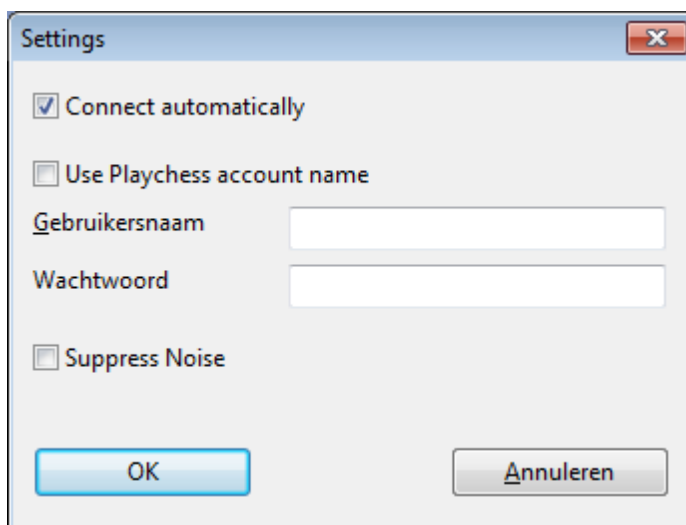 Settings
Connect automatically
Use Playchess account name
Gebruikersnaam
Wachtwoord
Suppress Noise
OK
Annuleren